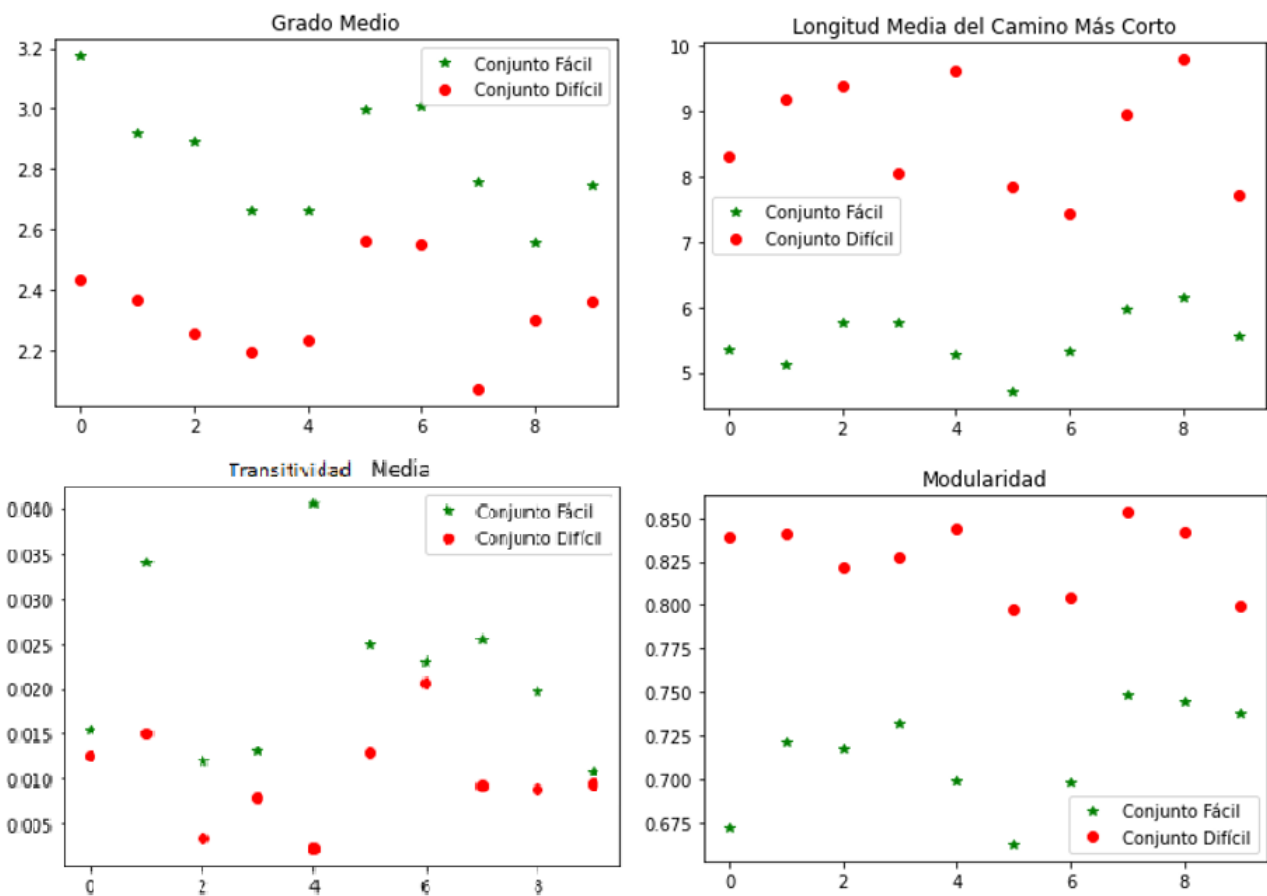 Grado Medio
3.2
3.0
2.8
2.6
2.4
2.2
0 2 4 6 8
Conjunto Fácil
Conjunto Difícil
Longitud Media del Camino Más Corto
10
9
8
7
6
5
0 2 4 6 8
Conjunto Fácil
Conjunto Difícil
Transitividad Media
0.040
0.035
0.030
0.025
0.020
0.015
0.010
0.005
0 2 4 6 8
Conjunto Fácil
Conjunto Difícil
Modularidad
0.850
0.825
0.800
0.775
0.750
0.725
0.700
0.675
0 2 4 6 8
Conjunto Fácil
Conjunto Difícil